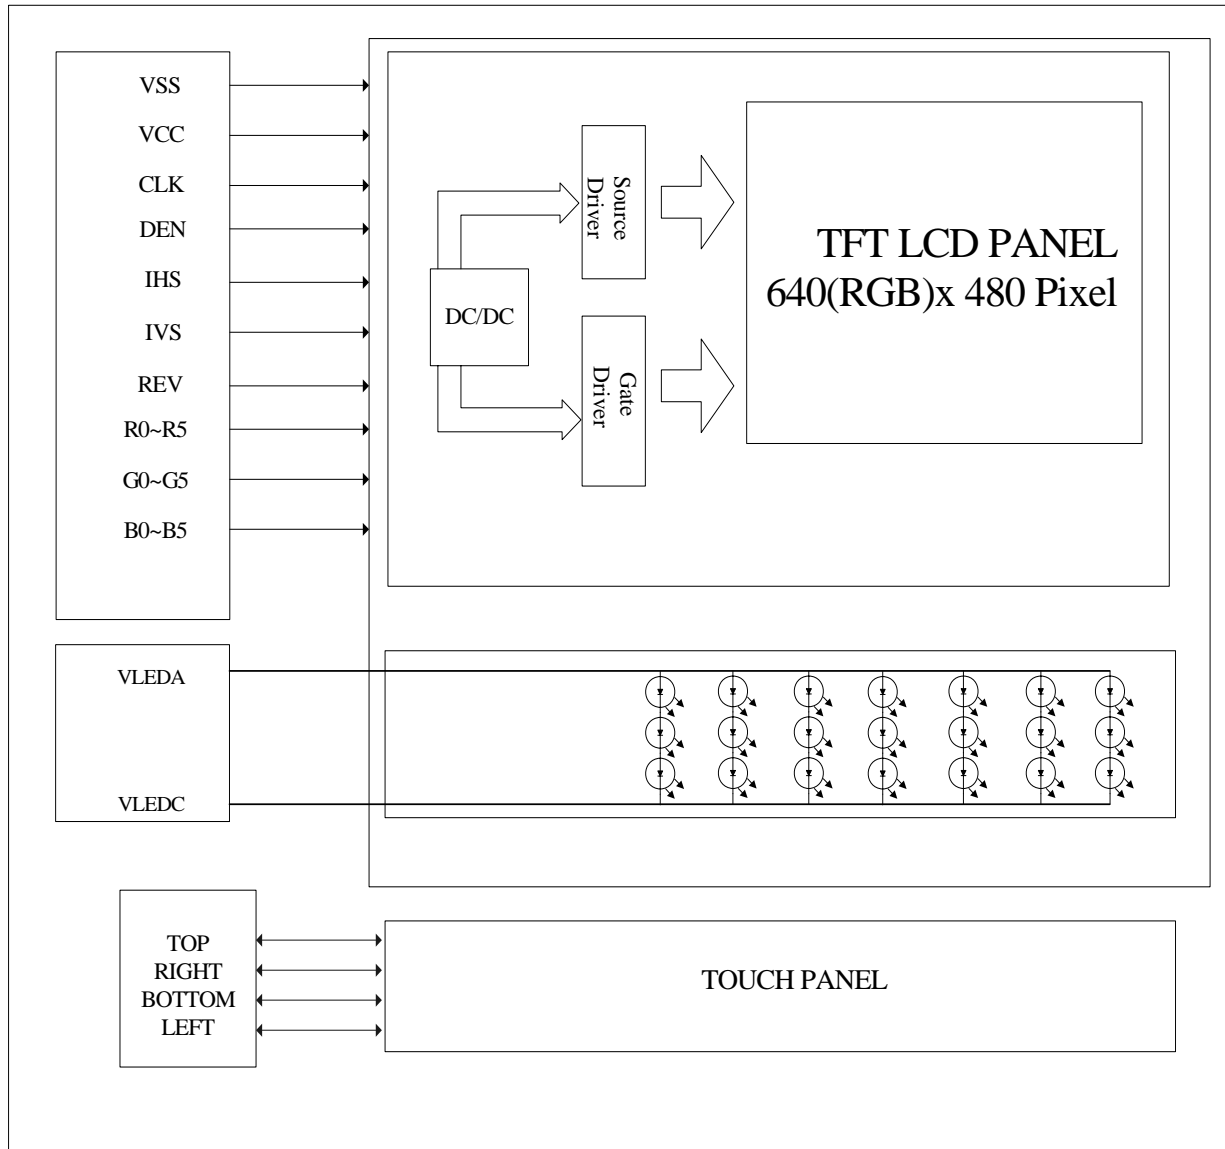 VSS
VCC
CLK
DEN
IHS
IVS
REV
R0~R5
G0~G5
B0~B5
DC/DC
Source
Driver
Gate
Driver
TFT LCD PANEL
640(RGB)x 480 Pixel
VLEDA
VLEDC
TOP
RIGHT
BOTTOM
LEFT
TOUCH PANEL